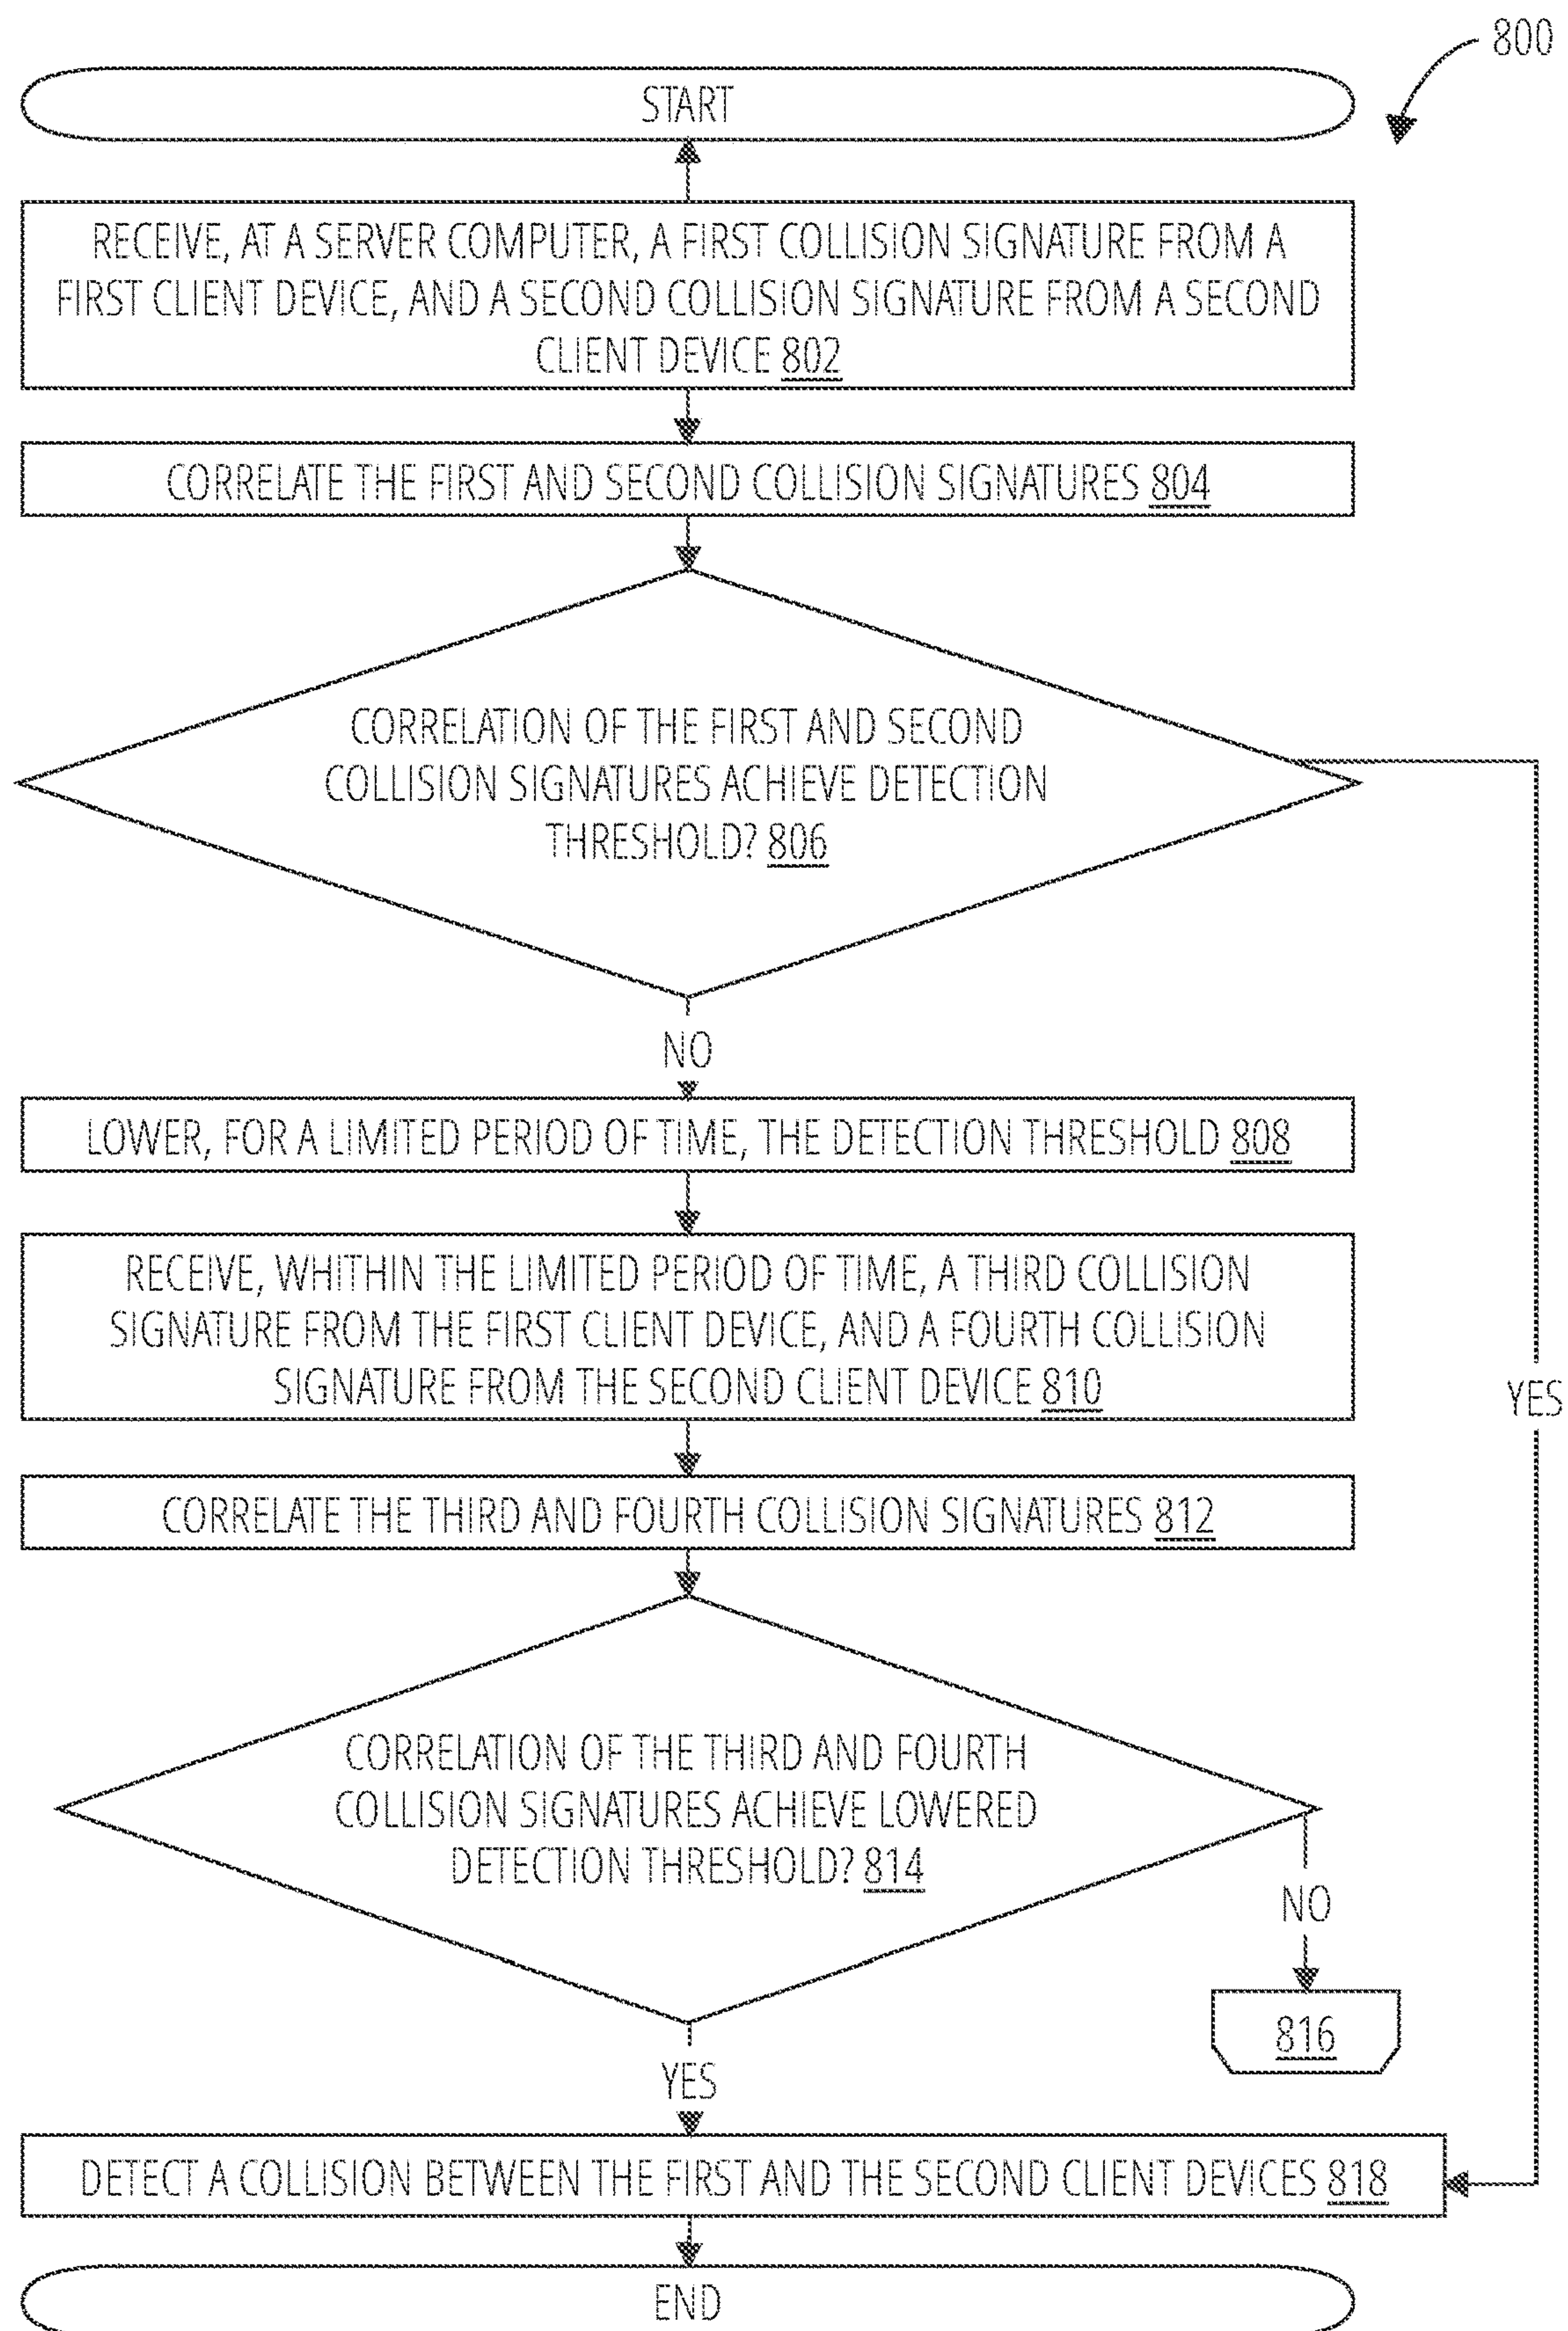 800
START
RECEIVE, AT A SERVER COMPUTER, A FIRST COLLISION SIGNATURE FROM A
FIRST CLIENT DEVICE, AND A SECOND COLLISION SIGNATURE FROM A SECOND
CLIENT DEVICE 802
CORRELATE THE FIRST AND SECOND COLLISION SIGNATURES 804
CORRELATION OF THE FIRST AND SECOND
COLLISION SIGNATURES ACHIEVE DETECTION
THRESHOLD? 806
NO
LOWER, FOR A LIMITED PERIOD OF TIME, THE DETECTION THRESHOLD 808
RECEIVE, WHITHIN THE LIMITED PERIOD OF TIME, A THIRD COLLISION
SIGNATURE FROM THE FIRST CLIENT DEVICE, AND A FOURTH COLLISION
SIGNATURE FROM THE SECOND CLIENT DEVICE 810
YES
CORRELATE THE THIRD AND FOURTH COLLISION SIGNATURES 812
CORRELATION OF THE THIRD AND FOURTH
COLLISION SIGNATURES ACHIEVE LOWERED
DETECTION THRESHOLD? 814
NO
816
YES
DETECT A COLLISION BETWEEN THE FIRST AND THE SECOND CLIENT DEVICES 818
END